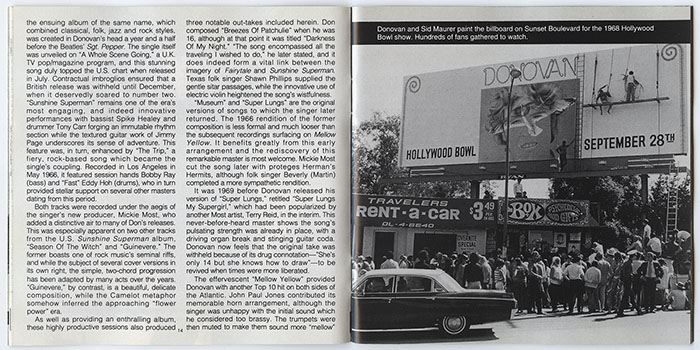 the ensuing album of the same name, which
combined classical, folk, jazz and rock styles,
was created in Donovan's head a year and a half
before the Beatles' Sgt. Pepper. The single itself
was unveiled on "A Whole Scene Going," a U.K.
TV pop/magazine program, and this stunning
song duly topped the U.S. chart when released
in July. Contractual imbroglios ensured that a
British release was withheld until December,
when it deservedly soared to number two.
"Sunshine Superman" remains one of the era's
most engaging, and indeed innovative
performances with bassist Spike Healey and
drummer Tony Carr forging an immutable rhythm
section while the textured guitar work of Jimmy
Page underscores its sense of adventure. This
feature was, in turn, enhanced by "The Trip," a
fiery, rock-based song which became the
single's coupling. Recorded in Los Angeles in
May 1966, it featured session hands Bobby Ray
(bass) and "Fast" Eddy Hoh (drums), who in turn
provided stellar support on several other masters
dating from this period.
Both tracks were recorded under the aegis of
the singer's new producer, Mickie Most, who
added a distinctive air to many of Don's releases.
This was especially apparent on two other tracks
from the U.S. Sunshine Superman album,
"Season Of The Witch" and "Guinevere." The
former boasts one of rock music's seminal riffs,
and while the subject of several cover versions in
its own right, the simple, two-chord progression
has been adapted by many acts over the years.
"Guinevere," by contrast, is a beautiful, delicate
composition, while the Camelot metaphor
somehow inferred the approaching "flower
power" era.
As well as providing an enthralling album,
these highly productive sessions also produced
14
three notable out-takes included herein. Don
composed "Breezes Of Patchulie" when he was
16, although at that point it was titled "Darkness
Of My Night." "The song encompassed all the
traveling I wished to do," he later stated, and it
does indeed form a vital link between the
imagery of Fairytale and Sunshine Superman.
Texas folk singer Shawn Phillips supplied the
gentle sitar passages, while the innovative use of
electric violin heightened the song's wistfulness.
"Museum" and "Super Lungs" are the original
versions of songs to which the singer later
returned. The 1966 rendition of the former
composition is less formal and much looser than
the subsequent recordings surfacing on Mellow
Yellow. It benefits greatly from this early
arrangement and the rediscovery of this
remarkable master is most welcome. Mickie Most
cut the song later with proteges Herman's
Hermits, although folk singer Beverly (Martin)
completed a more sympathetic rendition.
It was 1969 before Donovan released his
version of "Super Lungs," retitled "Super Lungs
My Supergirl," which had been popularized by
another Most artist, Terry Reid, in the interim. This
never-before-heard master shows the song's
pulsating strength was already in place, with a
driving organ break and stinging guitar coda.
Donovan now feels that the original take was
withheld because of its drug connotation—"She's
only 14 but she knows how to draw"—to be
revived when times were more liberated.
The effervescent "Mellow Yellow" provided
Donovan with another Top 10 hit on both sides of
the Atlantic. John Paul Jones contributed its
memorable horn arrangement, although the
singer was unhappy with the initial sound which
he considered too brassy. The trumpets were
then muted to make them sound more "mellow"
Donovan and Sid Maurer paint the billboard on Sunset Boulevard for the 1968 Hollywood
Bowl show. Hundreds of fans gathered to watch.
DONOVAN
HOLLYWOOD BOWL
SEPTEMBER 28TH
TRAVELERS
RENT-a-CAR
$3.49
OL-4-8640
BOX